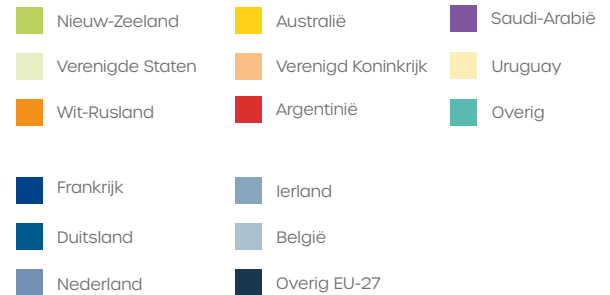 Nieuw-Zeeland
Australië
Saudi-Arabië
Verenigde Staten
Verenigd Koninkrijk
Uruguay
Wit-Rusland
Argentinië
Overig
Frankrijk
Ierland
Duitsland
België
Nederland
Overig EU-27